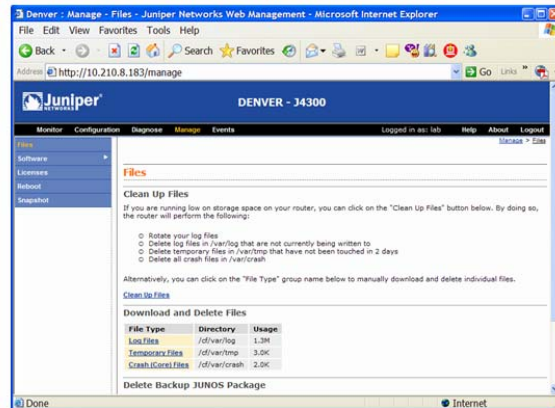 Denver : Manage - Files - Juniper Networks Web Management - Microsoft Internet Explorer
File Edit View Favorites Tools Help
Back Search Favorites
Address http://10.210.8.183/manage Go Links
Juniper
NETWORKS
DENVER - J4300
Monitor Configuration Diagnose Manage Events Logged in as: lab Help About Logout
Manage > Files
Files
Software
Licenses
Reboot
Snapshot
Files
Clean Up Files
If you are running low on storage space on your router, you can click on the "Clean Up Files" button below. By doing so,
the router will perform the following:
Rotate your log files
Delete log files in /var/log that are not currently being written to
Delete temporary files in /var/tmp that have not been touched in 2 days
Delete all crash files in /var/crash
Alternatively, you can click on the "File Type" group name below to manually download and delete individual files.
Clean Up Files
Download and Delete Files
File Type Directory Usage
Log Files /cf/var/log 1.3M
Temporary Files /cf/var/tmp 3.0K
Crash (Core) Files /cf/var/crash 2.0K
Delete Backup JUNOS Package
Done Internet